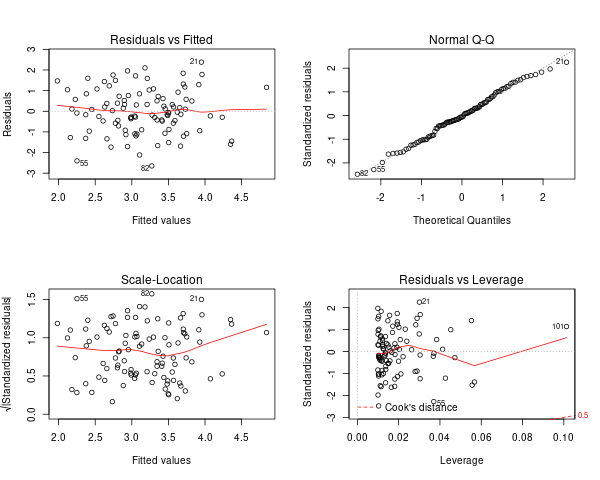 Residuals vs Fitted
Residuals
3
2
1
0
-1
-2
-3
21
55
82
2.0 2.5 3.0 3.5 4.0 4.5
Fitted values
Normal Q-Q
Standardized residuals
2
1
0
-1
-2
21
82
55
-2 -1 0 1 2
Theoretical Quantiles
Scale-Location
√|Standardized residuals|
1.5
1.0
0.5
0.0
55
82
21
2.0 2.5 3.0 3.5 4.0 4.5
Fitted values
Residuals vs Leverage
Standardized residuals
2
1
0
-1
-2
-3
21
101
55
Cook's distance
0.5
0.00 0.02 0.04 0.06 0.08 0.10
Leverage